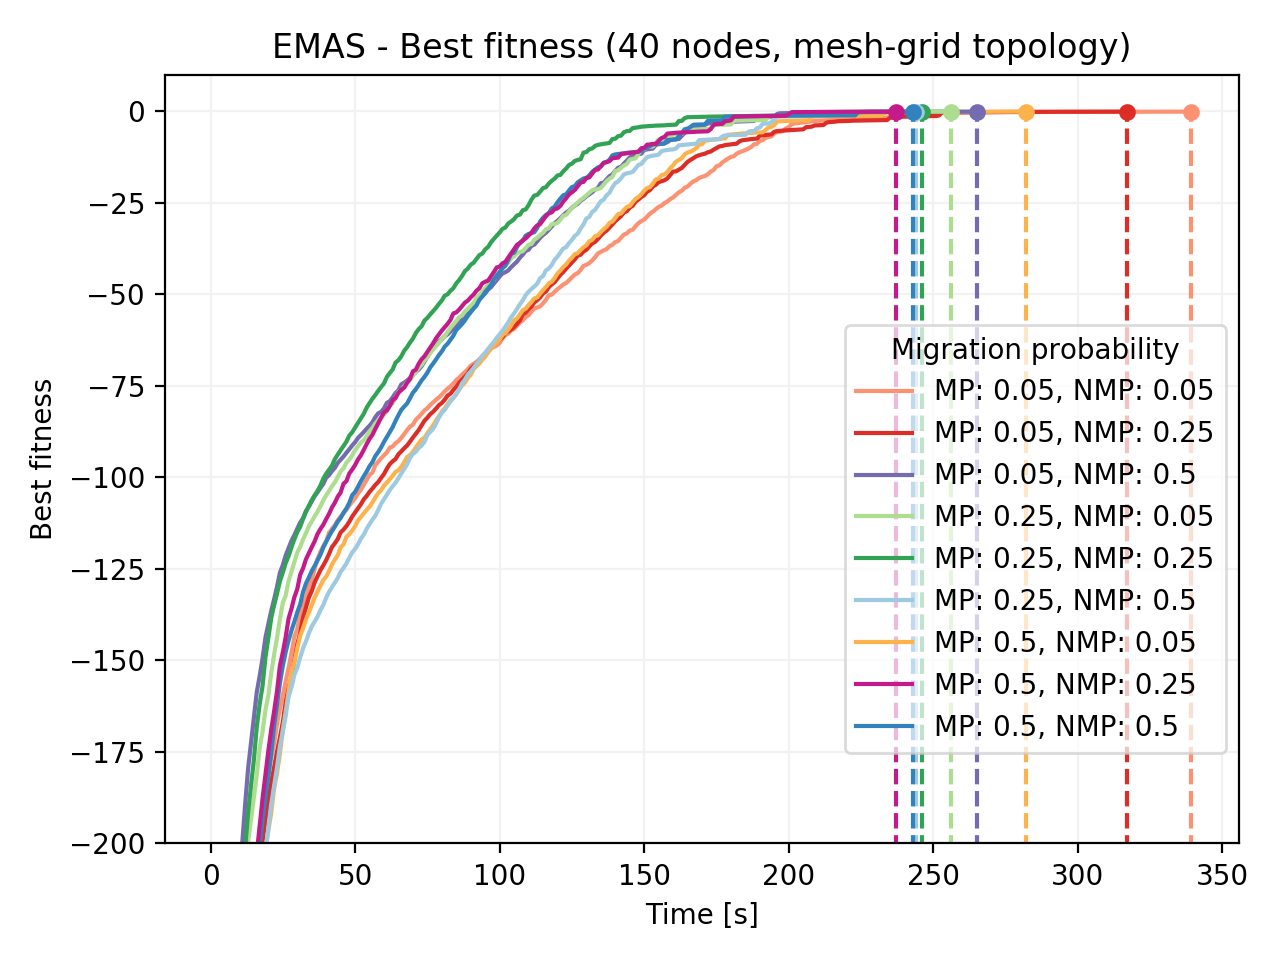 EMAS - Best fitness (40 nodes, mesh-grid topology)
Best fitness
0
−25
−50
−75
−100
−125
−150
−175
−200
Migration probability
MP: 0.05, NMP: 0.05
MP: 0.05, NMP: 0.25
MP: 0.05, NMP: 0.5
MP: 0.25, NMP: 0.05
MP: 0.25, NMP: 0.25
MP: 0.25, NMP: 0.5
MP: 0.5, NMP: 0.05
MP: 0.5, NMP: 0.25
MP: 0.5, NMP: 0.5
0 50 100 150 200 250 300 350
Time [s]